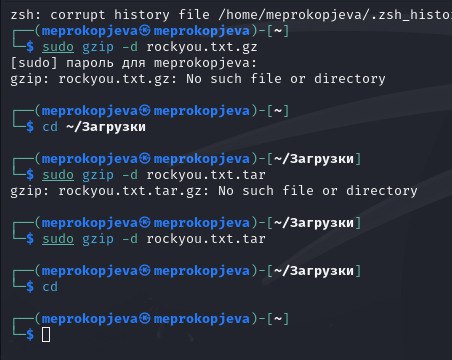 zsh: corrupt history file /home/meprokopjeva/.zsh_histo
┌──(meprokopjeva㉿meprokopjeva)-[~]
└─$ sudo gzip -d rockyou.txt.gz
[sudo] пароль для meprokopjeva:
gzip: rockyou.txt.gz: No such file or directory
┌──(meprokopjeva㉿meprokopjeva)-[~]
└─$ cd ~/Загрузки
┌──(meprokopjeva㉿meprokopjeva)-[~/Загрузки]
└─$ sudo gzip -d rockyou.txt.tar
gzip: rockyou.txt.tar.gz: No such file or directory
┌──(meprokopjeva㉿meprokopjeva)-[~/Загрузки]
└─$ sudo gzip -d rockyou.txt.tar
┌──(meprokopjeva㉿meprokopjeva)-[~/Загрузки]
└─$ cd
┌──(meprokopjeva㉿meprokopjeva)-[~]
└─$